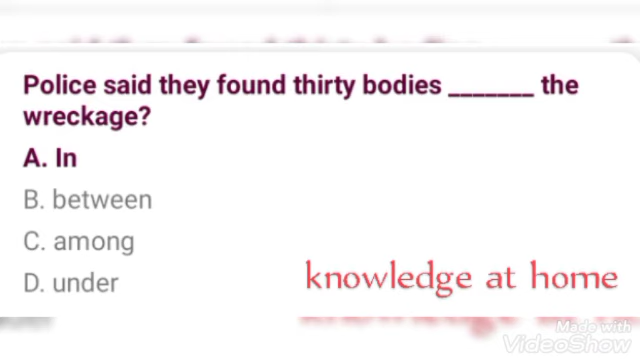 Police said they found thirty bodies _______ the
wreckage?
A. In
B. between
C. among
D. under
knowledge at home
Made with
VideoShow